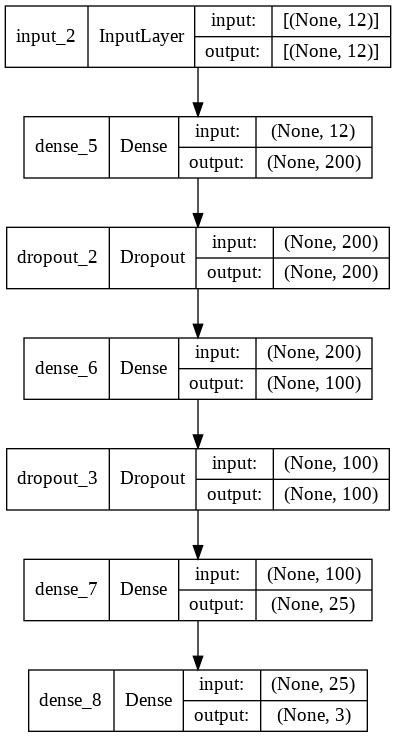 input_2 InputLayer input: [(None, 12)]
output: [(None, 12)]
dense_5 Dense input: (None, 12)
output: (None, 200)
dropout_2 Dropout input: (None, 200)
output: (None, 200)
dense_6 Dense input: (None, 200)
output: (None, 100)
dropout_3 Dropout input: (None, 100)
output: (None, 100)
dense_7 Dense input: (None, 100)
output: (None, 25)
dense_8 Dense input: (None, 25)
output: (None, 3)